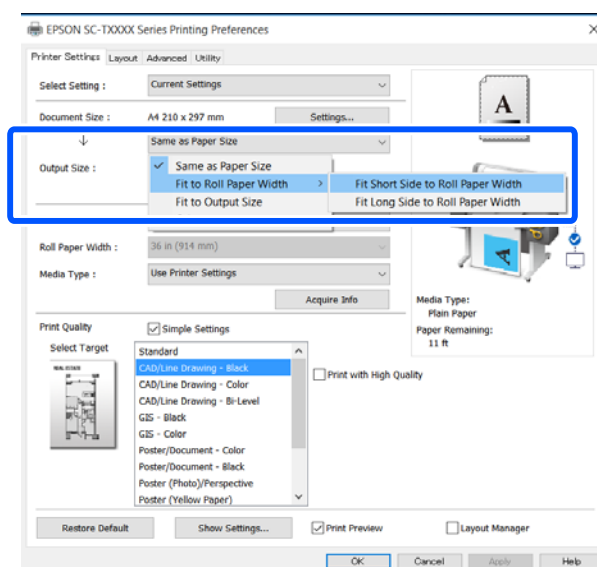 EPSON SC-TXXXX Series Printing Preferences
Printer Settings Layout Advanced Utility
Select Setting : Current Settings
Document Size : A4 210 x 297 mm Settings...
Same as Paper Size
Output Size :
Same as Paper Size
Fit to Roll Paper Width Fit Short Side to Roll Paper Width
Fit to Output Size Fit Long Side to Roll Paper Width
A
A
Roll Paper Width : 36 in (914 mm)
Media Type : Use Printer Settings
Acquire Info
Media Type:
Plain Paper
Paper Remaining:
11 ft
Print Quality Simple Settings
Select Target
Standard
CAD/Line Drawing - Black
CAD/Line Drawing - Color
CAD/Line Drawing - Bi-Level
GIS - Black
GIS - Color
Poster/Document - Color
Poster/Document - Black
Poster (Photo)/Perspective
Poster (Yellow Paper)
Print with High Quality
Restore Default Show Settings... Print Preview Layout Manager
OK Cancel Apply Help